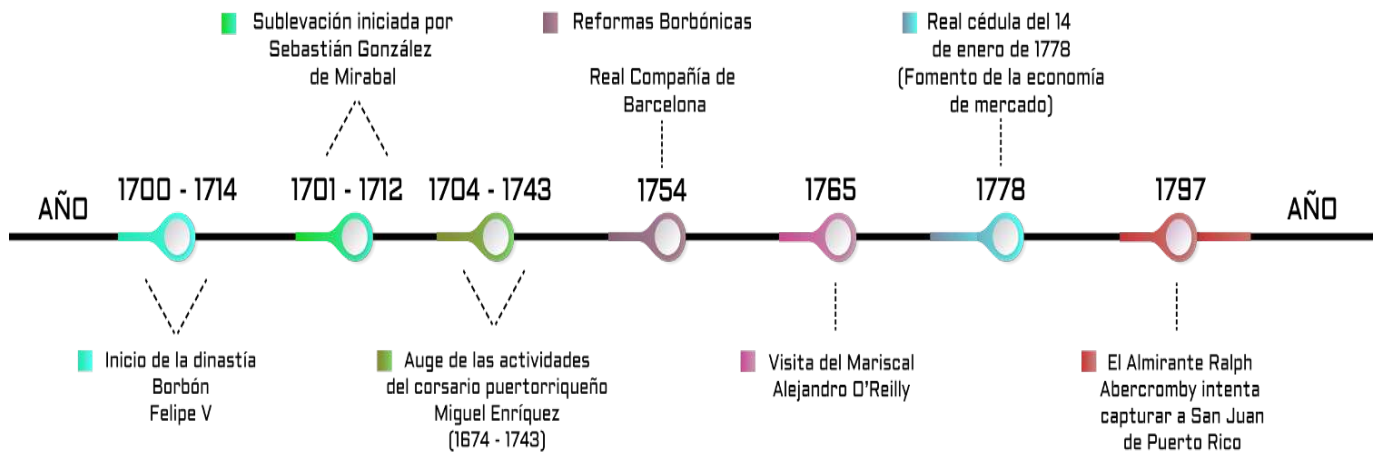 Sublevación iniciada por
Sebastián González
de Mirabal
Reformas Borbónicas
Real Compañía de
Barcelona
Real cédula del 14
de enero de 1778
(Fomento de la economía
de mercado)
AÑO
1700 - 1714
1701 - 1712
1704 - 1743
1754
1765
1778
1797
AÑO
Inicio de la dinastía
Borbón
Felipe V
Auge de las actividades
del corsario puertorriqueño
Miguel Enríquez
(1674 - 1743)
Visita del Mariscal
Alejandro O'Reilly
El Almirante Ralph
Abercromby intenta
capturar a San Juan
de Puerto Rico